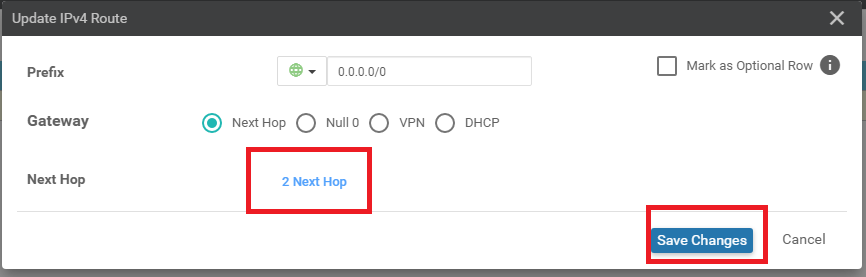 Update IPv4 Route
Prefix
0.0.0.0/0
Mark as Optional Row
Gateway
Next Hop
Null 0
VPN
DHCP
Next Hop
2 Next Hop
Save Changes
Cancel